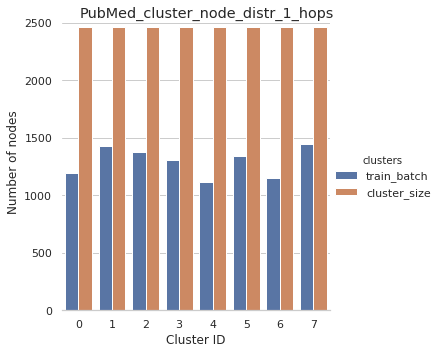 PubMed_cluster_node_distr_1_hops
2500
2000
1500
1000
500
0
Number of nodes
0 1 2 3 4 5 6 7
Cluster ID
clusters
train_batch
cluster_size